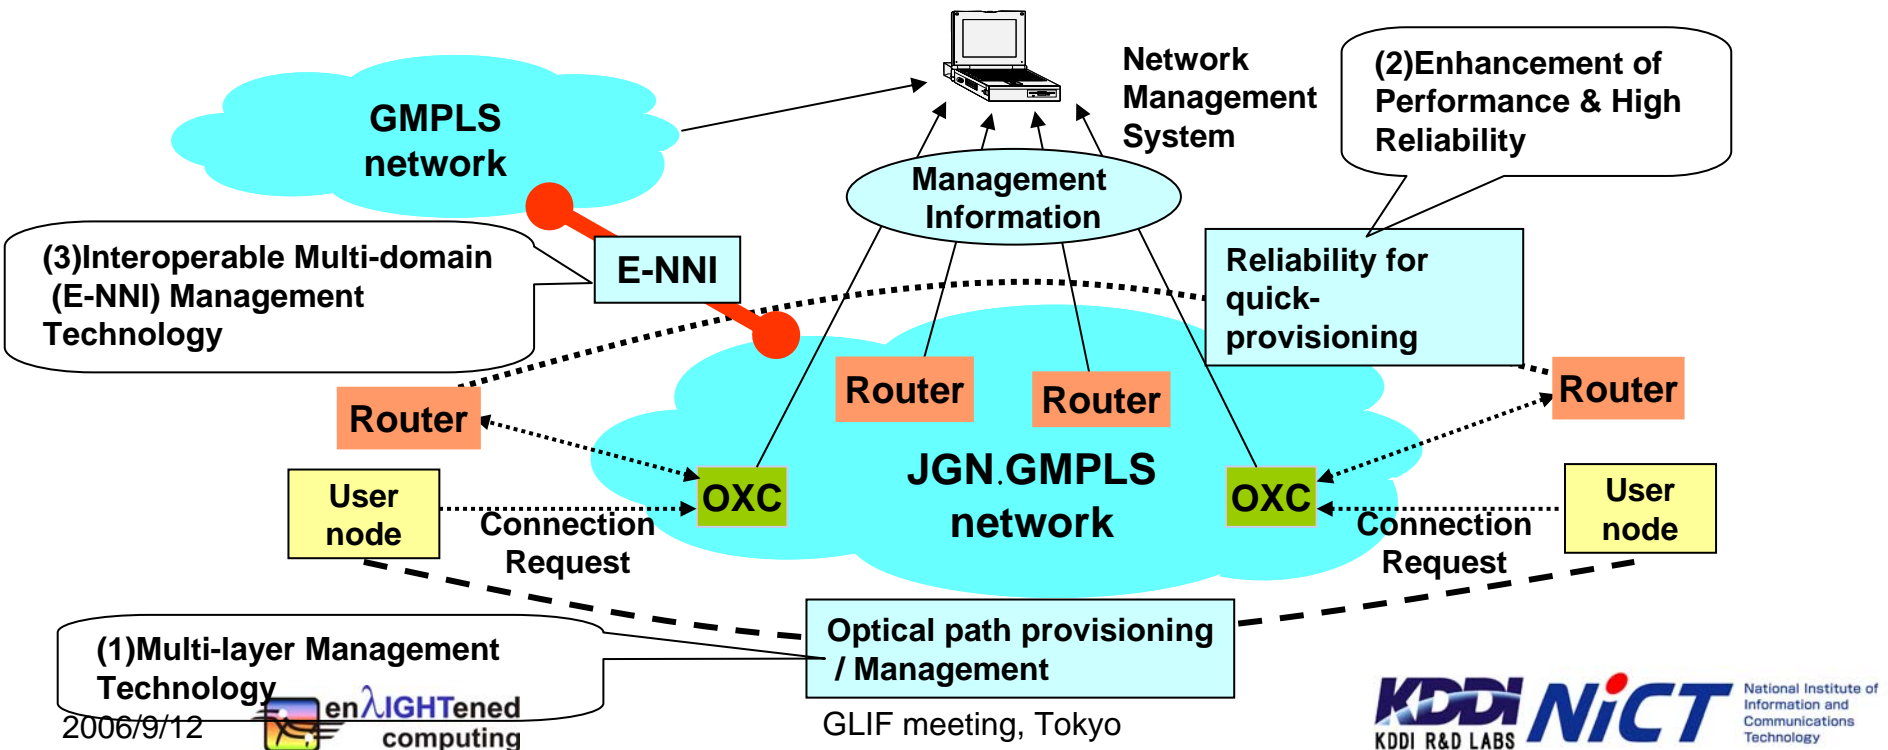 Network
Management
System
(2)Enhancement of
Performance & High
Reliability
GMPLS
network
Management
Information
(3)Interoperable Multi-domain
(E-NNI) Management
Technology
E-NNI
Reliability for
quick-
provisioning
Router
Router
Router
Router
JGN.GMPLS
network
OXC
OXC
User
node
Connection
Request
Connection
Request
User
node
(1)Multi-layer Management
Technology
Optical path provisioning
/ Management
2006/9/12
enλIGHTened
computing
GLIF meeting, Tokyo
KDDI
KDDI R&D LABS
NiCT
National Institute of
Information and
Communications
Technology